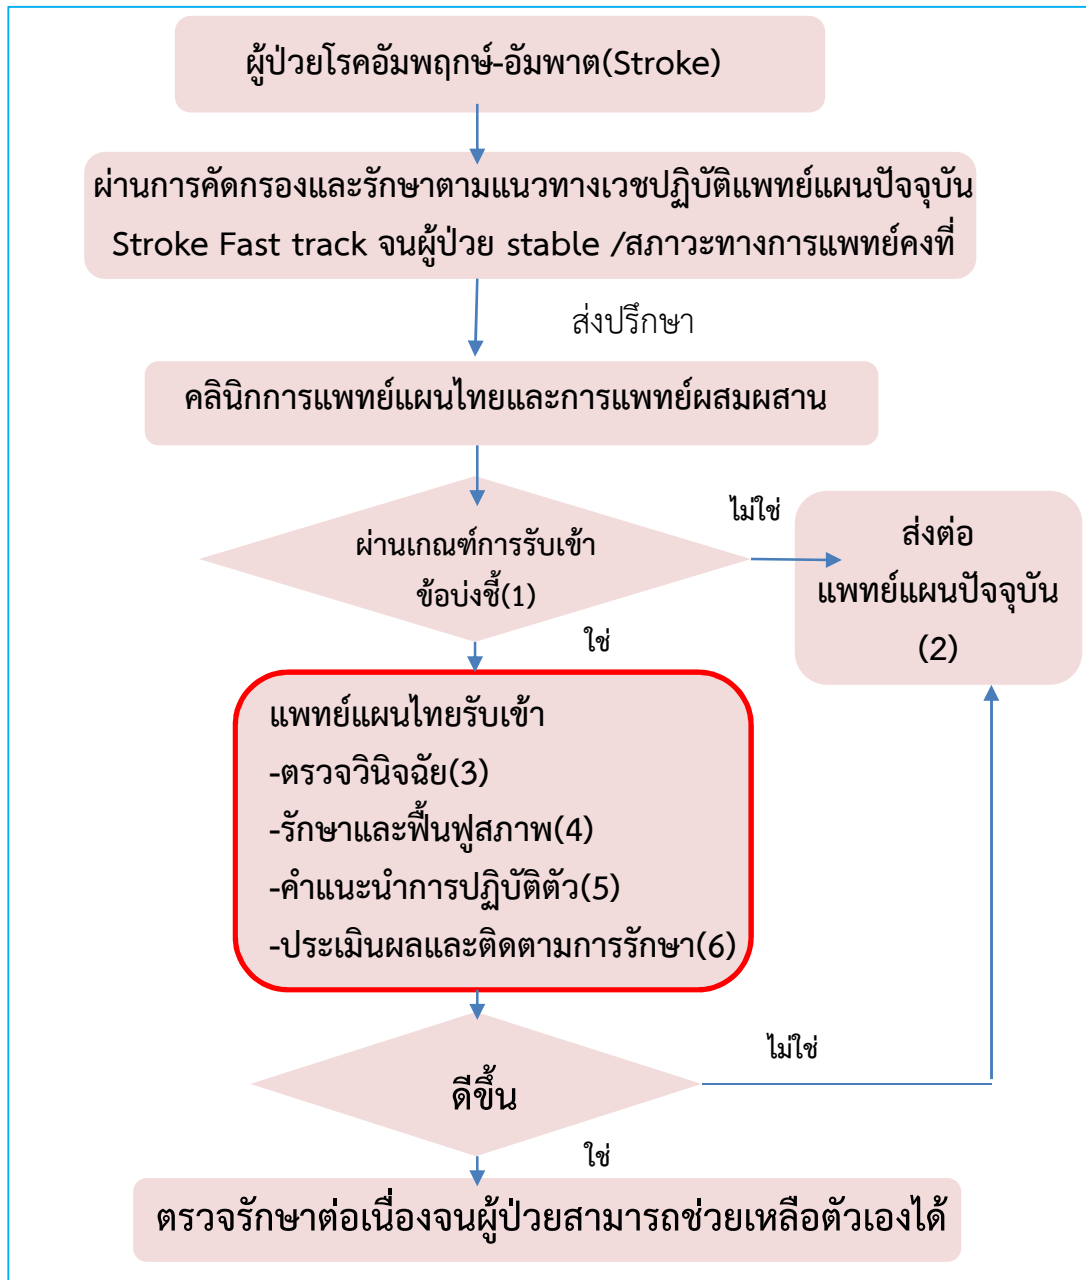 ผู้ป่วยโรคอัมพฤกษ์-อัมพาต(Stroke)
ผ่านการคัดกรองและรักษาตามแนวทางเวชปฏิบัติแพทย์แผนปัจจุบัน
Stroke Fast track จนผู้ป่วย stable /สภาวะทางการแพทย์คงที่
ส่งปรึกษา
คลินิกการแพทย์แผนไทยและการแพทย์ผสมผสาน
ผ่านเกณฑ์การรับเข้า
ข้อบ่งชี้(1)
ไม่ใช่
ส่งต่อ
แพทย์แผนปัจจุบัน
(2)
ใช่
แพทย์แผนไทยรับเข้า
-ตรวจวินิจฉัย(3)
-รักษาและฟื้นฟูสภาพ(4)
-คำแนะนำการปฏิบัติตัว(5)
-ประเมินผลและติดตามการรักษา(6)
ดีขึ้น
ไม่ใช่
ใช่
ตรวจรักษาต่อเนื่องจนผู้ป่วยสามารถช่วยเหลือตัวเองได้